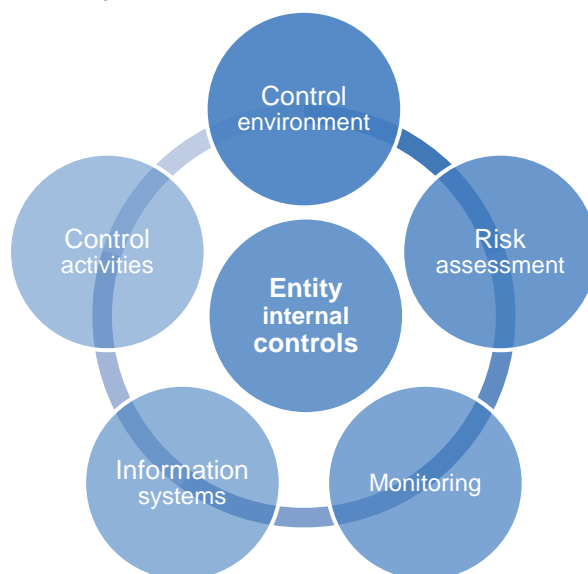 Control
environment
Risk
assessment
Monitoring
Information
systems
Control
activities
Entity
internal
controls